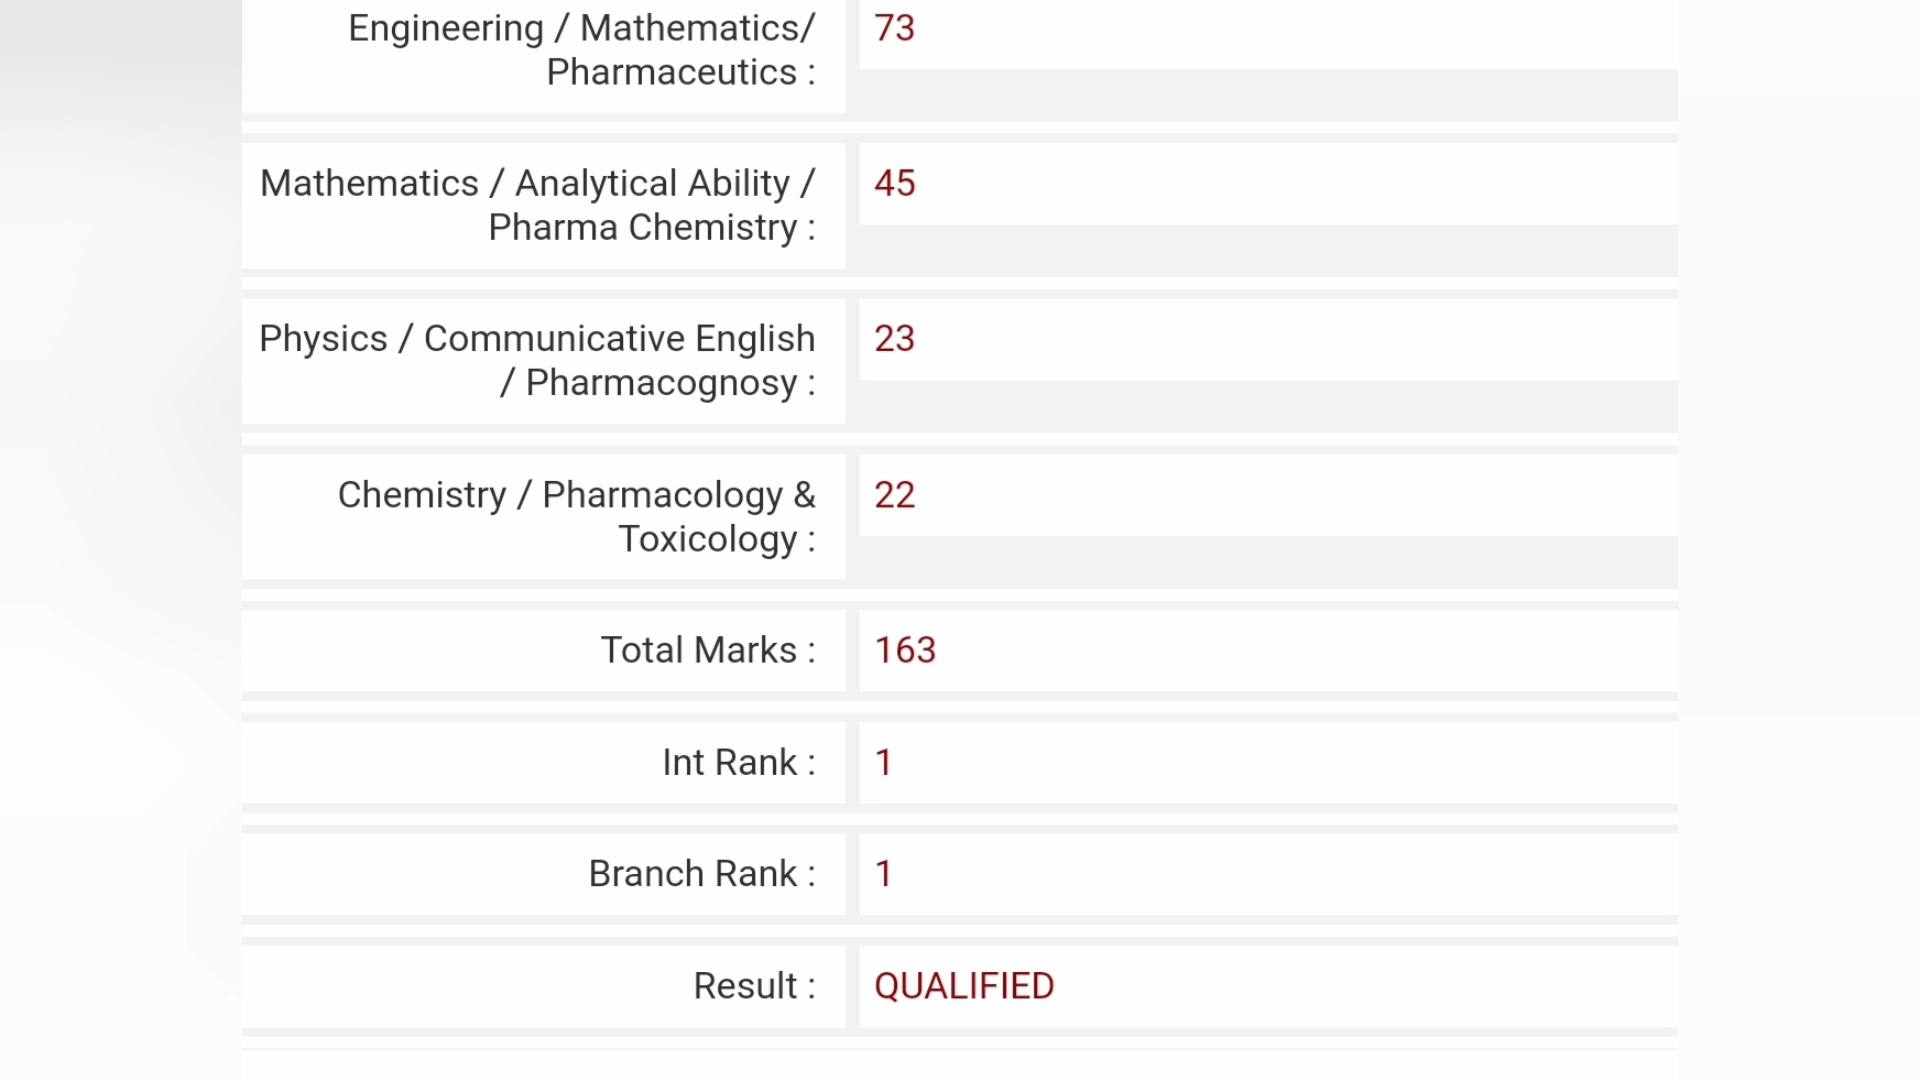 Engineering / Mathematics/ 73
Pharmaceutics :
Mathematics / Analytical Ability / 45
Pharma Chemistry :
Physics / Communicative English 23
/ Pharmacognosy :
Chemistry / Pharmacology & 22
Toxicology :
Total Marks : 163
Int Rank : 1
Branch Rank : 1
Result : QUALIFIED